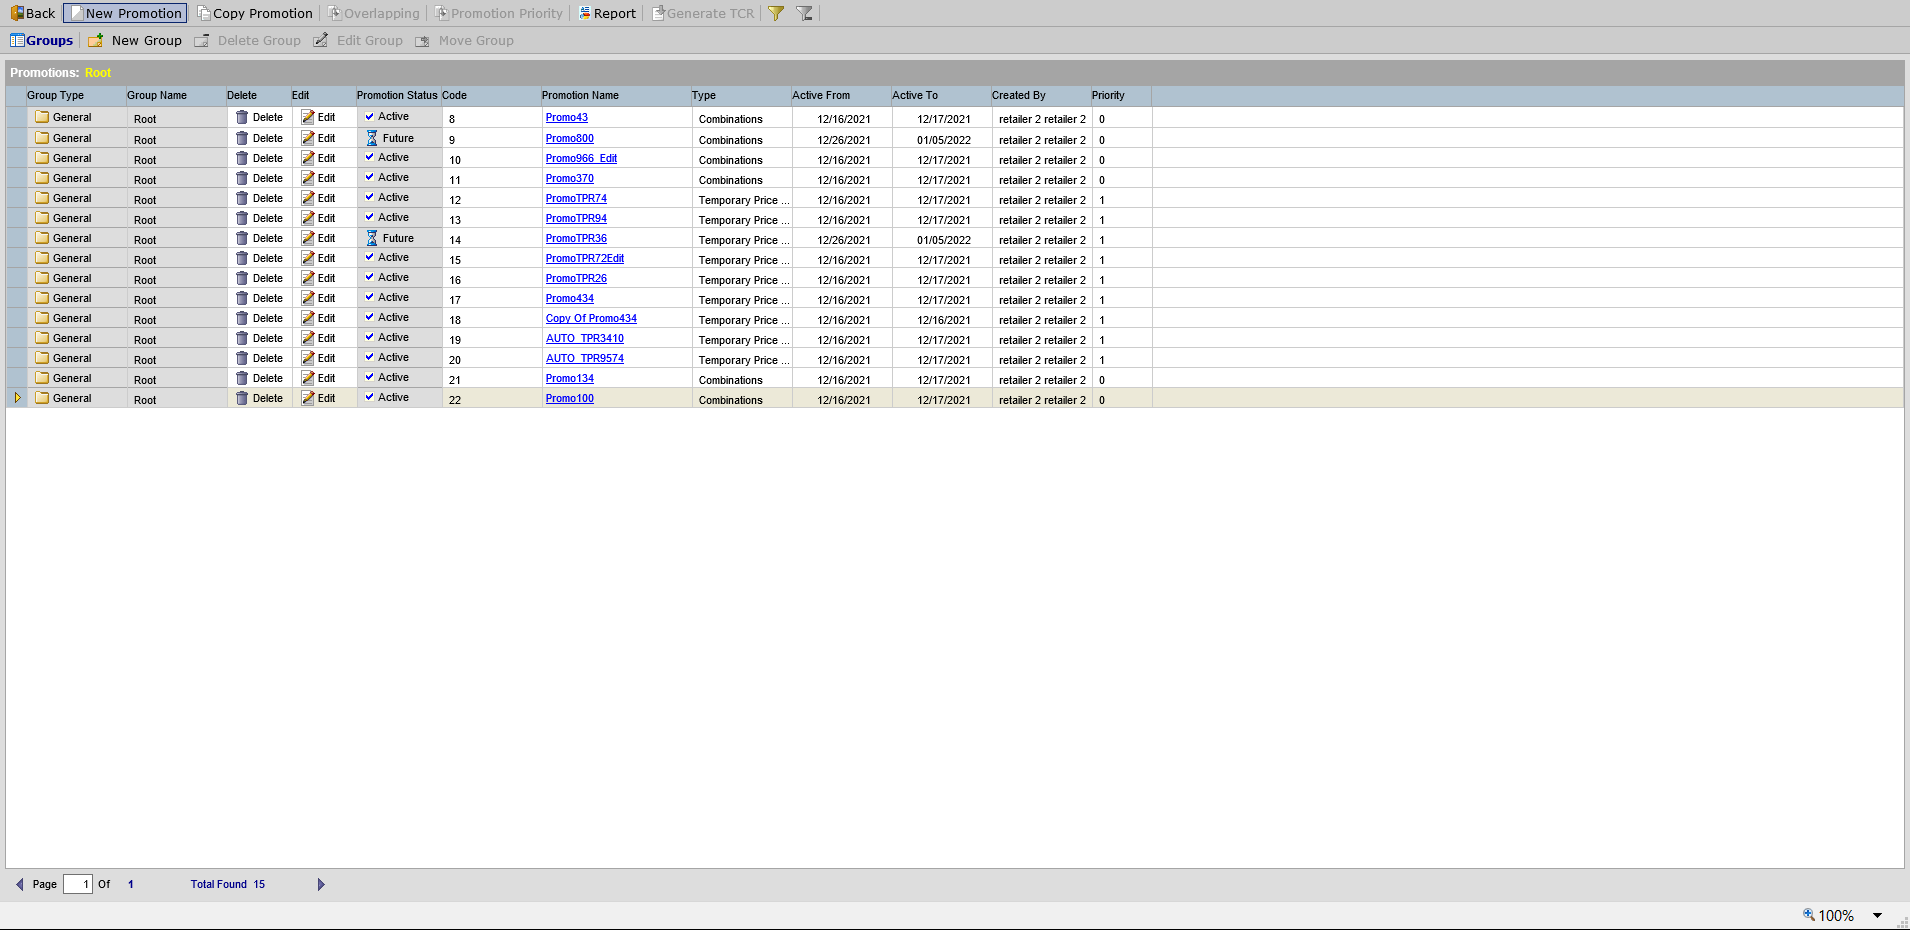 Back New Promotion Copy Promotion Overlapping Promotion Priority Report Generate TCR
Groups New Group Delete Group Edit Group Move Group
Promotions: Root
Group Type Group Name Delete Edit Promotion Status Code Promotion Name Type Active From Active To Created By Priority
General Root Delete Edit Active 8 Promo43 Combinations 12/16/2021 12/17/2021 retailer 2 retailer 2 0
General Root Delete Edit Future 9 Promo800 Combinations 12/26/2021 01/05/2022 retailer 2 retailer 2 0
General Root Delete Edit Active 10 Promo966_Edit Combinations 12/16/2021 12/17/2021 retailer 2 retailer 2 0
General Root Delete Edit Active 11 Promo370 Combinations 12/16/2021 12/17/2021 retailer 2 retailer 2 0
General Root Delete Edit Active 12 PromoTPR74 Temporary Price ... 12/16/2021 12/17/2021 retailer 2 retailer 2 1
General Root Delete Edit Active 13 PromoTPR94 Temporary Price ... 12/16/2021 12/17/2021 retailer 2 retailer 2 1
General Root Delete Edit Future 14 PromoTPR36 Temporary Price ... 12/26/2021 01/05/2022 retailer 2 retailer 2 1
General Root Delete Edit Active 15 PromoTPR72Edit Temporary Price ... 12/16/2021 12/17/2021 retailer 2 retailer 2 1
General Root Delete Edit Active 16 PromoTPR26 Temporary Price ... 12/16/2021 12/17/2021 retailer 2 retailer 2 1
General Root Delete Edit Active 17 Promo434 Temporary Price ... 12/16/2021 12/17/2021 retailer 2 retailer 2 1
General Root Delete Edit Active 18 Copy Of Promo434 Temporary Price ... 12/16/2021 12/16/2021 retailer 2 retailer 2 1
General Root Delete Edit Active 19 AUTO_TPR3410 Temporary Price ... 12/16/2021 12/17/2021 retailer 2 retailer 2 1
General Root Delete Edit Active 20 AUTO_TPR9574 Temporary Price ... 12/16/2021 12/17/2021 retailer 2 retailer 2 1
General Root Delete Edit Active 21 Promo134 Combinations 12/16/2021 12/17/2021 retailer 2 retailer 2 0
General Root Delete Edit Active 22 Promo100 Combinations 12/16/2021 12/17/2021 retailer 2 retailer 2 0
Page 1 Of 1 Total Found 15
100%